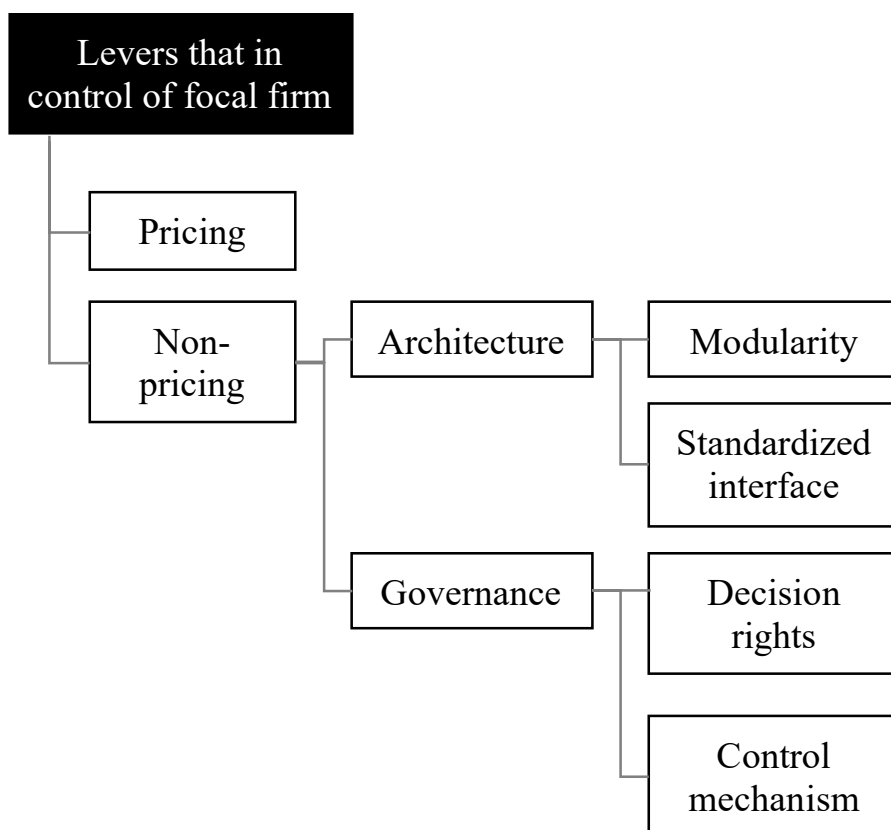 Levers that in
control of focal firm
Pricing
Non-
pricing
Architecture
Modularity
Standardized
interface
Governance
Decision
rights
Control
mechanism